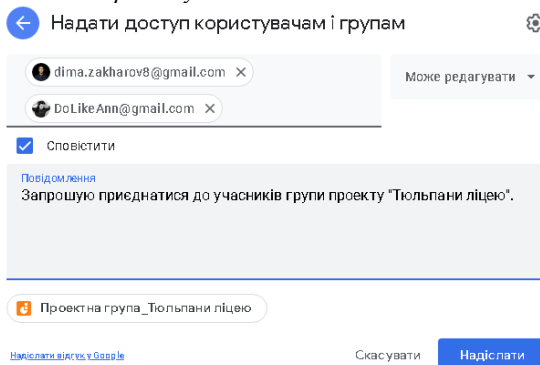 Надати доступ користувачам і групам
dima.zakharov8@gmail.com
Може редагувати
DoLikeAnn@gmail.com
Сповістити
Повідомлення
Запрошую приєднатися до учасників групи проекту "Тюльпани ліцею".
Проектна група_Тюльпани ліцею
Надіслати відгук у Google
Скасувати
Надіслати